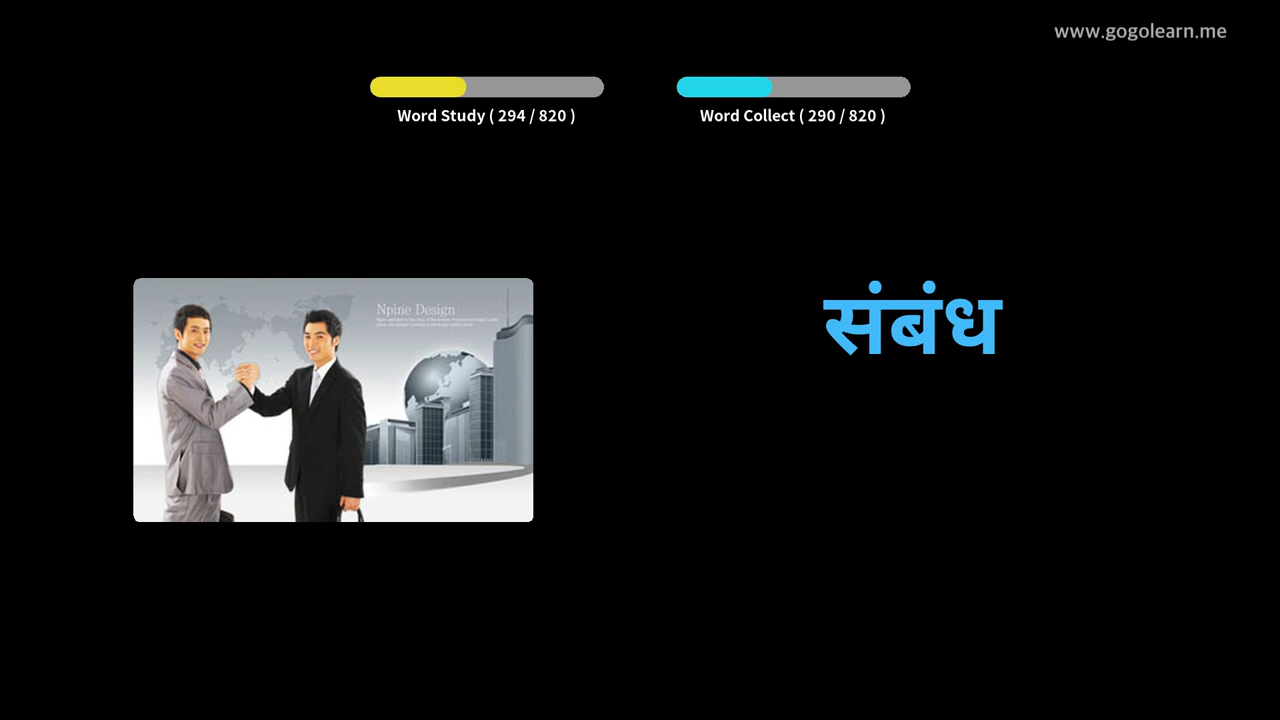 www.gogolearn.me
Word Study ( 294 / 820 )
Word Collect ( 290 / 820 )
Npine Design
संबंध